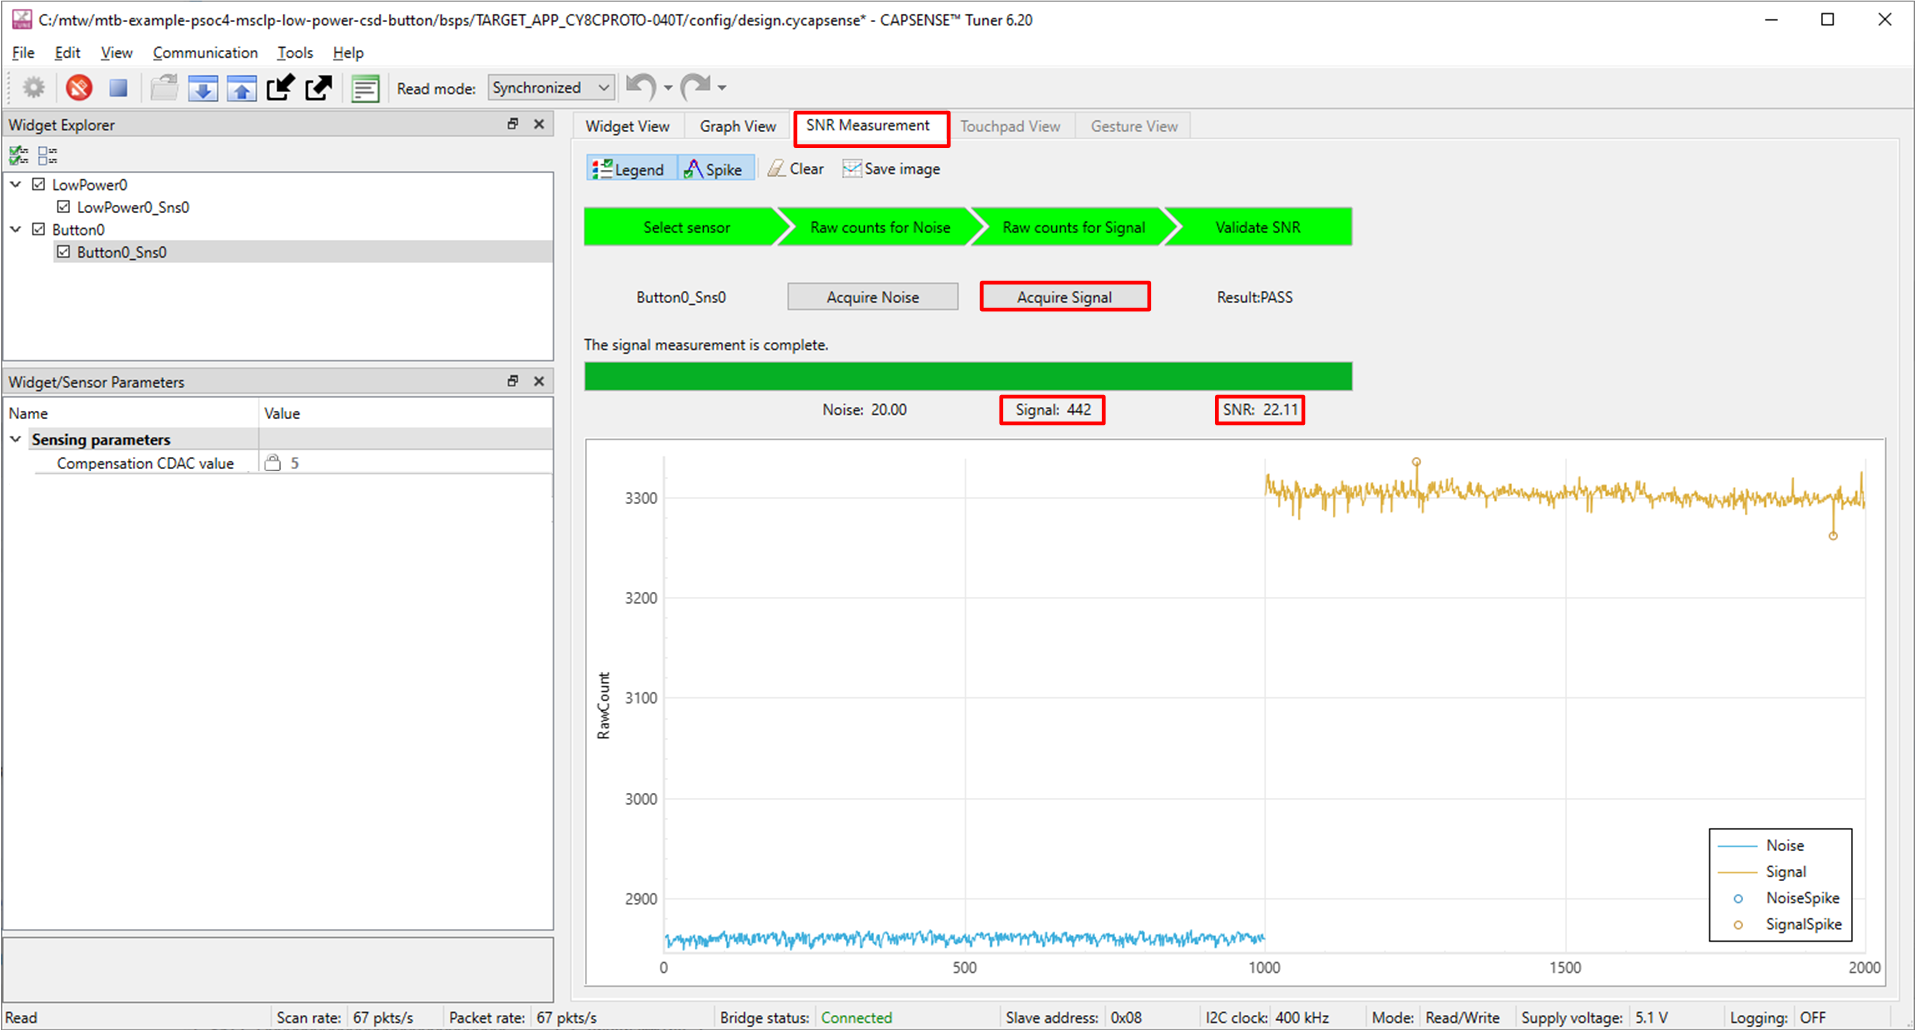 C:/mtw/mtb-example-psoc4-msclp-low-power-csd-button/bsps/TARGET_APP_CY8CPROTO-040T/config/design.cycapsense* - CAPSENSE™ Tuner 6.20
File Edit View Communication Tools Help
Read mode: Synchronized
Widget Explorer
LowPower0
LowPower0_Sns0
Button0
Button0_Sns0
Widget/Sensor Parameters
Name Value
Sensing parameters
Compensation CDAC value 5
Widget View Graph View SNR Measurement Touchpad View Gesture View
Legend Spike Clear Save image
Select sensor Raw counts for Noise Raw counts for Signal Validate SNR
Button0_Sns0 Acquire Noise Acquire Signal Result:PASS
The signal measurement is complete.
Noise: 20.00 Signal: 442 SNR: 22.11
3300
3200
3100
3000
2900
RawCount
0 500 1000 1500 2000
Noise
Signal
NoiseSpike
SignalSpike
Read Scan rate: 67 pkts/s Packet rate: 67 pkts/s Bridge status: Connected Slave address: 0x08 I2C clock: 400 kHz Mode: Read/Write Supply voltage: 5.1 V Logging: OFF